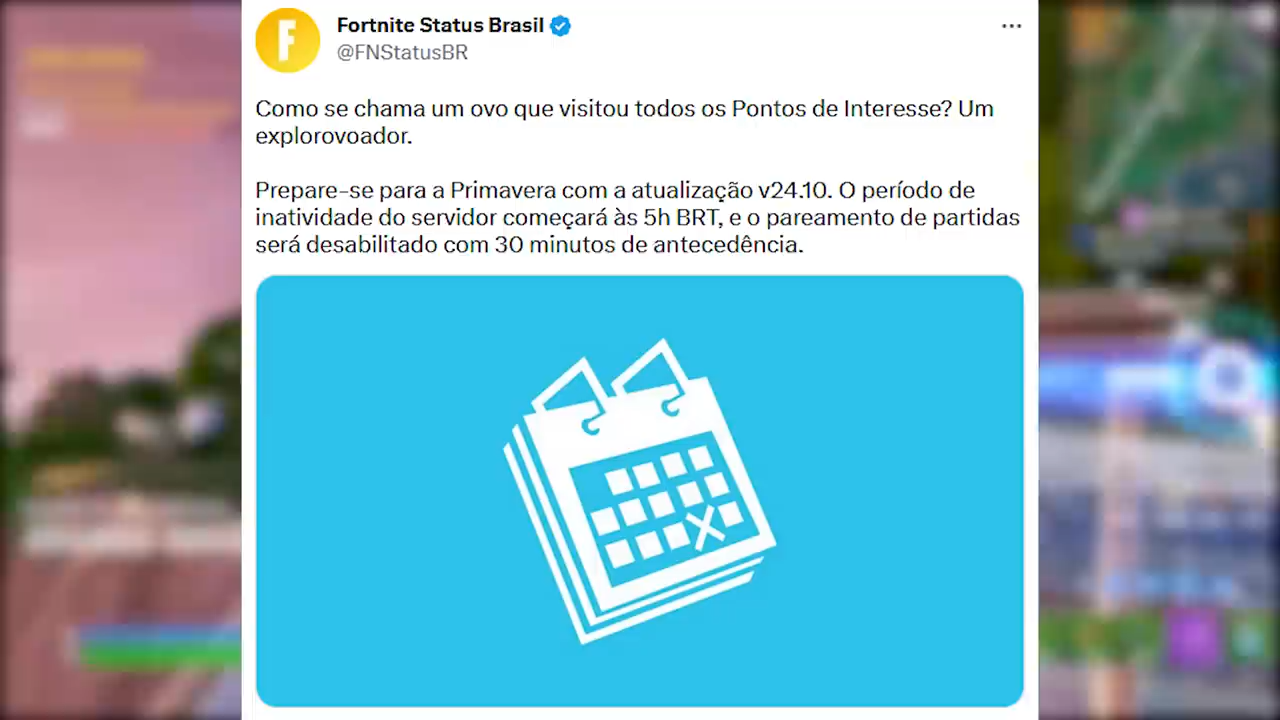 Fortnite Status Brasil
@FNStatusBR
Como se chama um ovo que visitou todos os Pontos de Interesse? Um
explorovoador.
Prepare-se para a Primavera com a atualização v24.10. O período de
inatividade do servidor começará às 5h BRT, e o pareamento de partidas
será desabilitado com 30 minutos de antecedência.